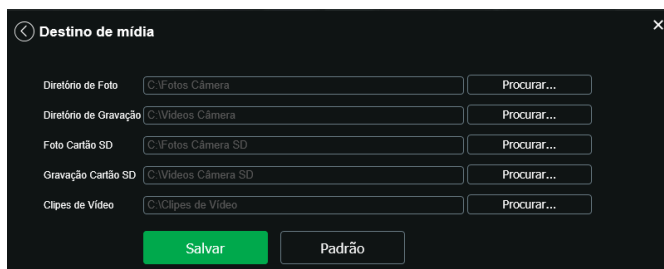 Destino de mídia
Diretório de Foto C:\Fotos Câmera Procurar...
Diretório de Gravação C:\Videos Câmera Procurar...
Foto Cartão SD C:\Fotos Câmera SD Procurar...
Gravação Cartão SD C:\Videos Câmera SD Procurar...
Clipes de Vídeo C:\Clipes de Vídeo Procurar...
Salvar Padrão